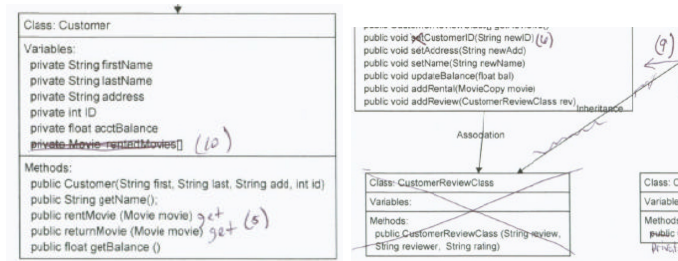 Class: Customer
Variables:
private String firstName
private String lastName
private String address
private int ID
private float acctBalance
private Movie rentedMovies[] (10)
Methods:
public Customer(String first, String last, String add, int id)
public String getName();
public rentMovie (Movie movie) get
public returnMovie (Movie movie) get (5)
public float getBalance ()
public void setCustomerID(String newID) (6)
public void setAddress(String newAdd)
public void setName(String newName)
public void updateBalance(float bal)
public void addRental(MovieCopy movie)
public void addReview(CustomerReviewClass rev)
(9)
Inheritance
Association
Class: CustomerReviewClass
Variables:
Methods:
public CustomerReviewClass (String review,
String reviewer, String rating)
Class: C
Variable
Method
public